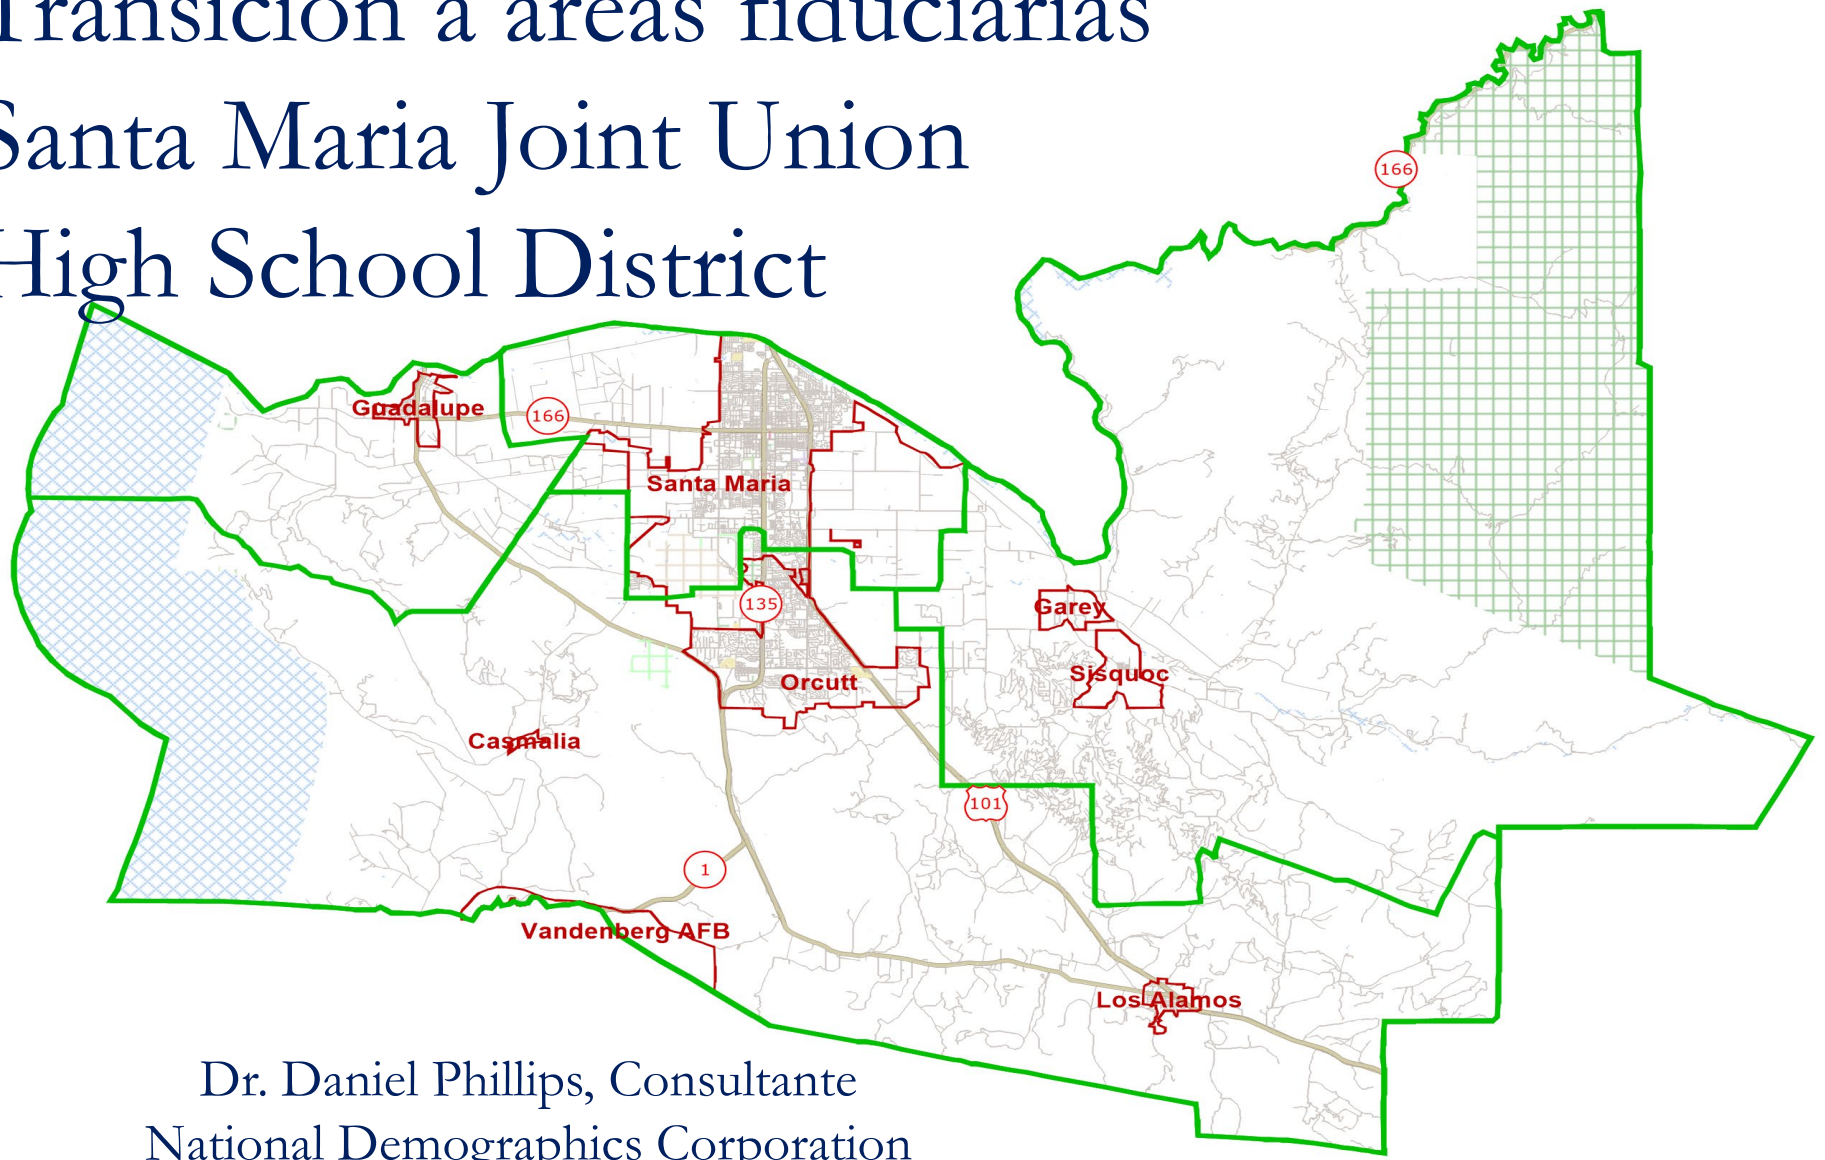 Transición a áreas fiduciarias
Santa Maria Joint Union
High School District
166
Guadalupe
166
Santa Maria
Garey
135
Sisquoc
Orcutt
Casmalia
101
1
Vandenberg AFB
Los Alamos
Dr. Daniel Phillips, Consultante
National Demographics Corporation